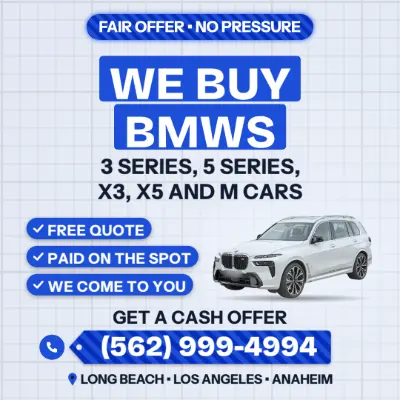 FAIR OFFER • NO PRESSURE
WE BUY
BMWS
3 SERIES, 5 SERIES,
X3, X5 AND M CARS
FREE QUOTE
PAID ON THE SPOT
WE COME TO YOU
GET A CASH OFFER
(562) 999-4994
LONG BEACH • LOS ANGELES • ANAHEIM